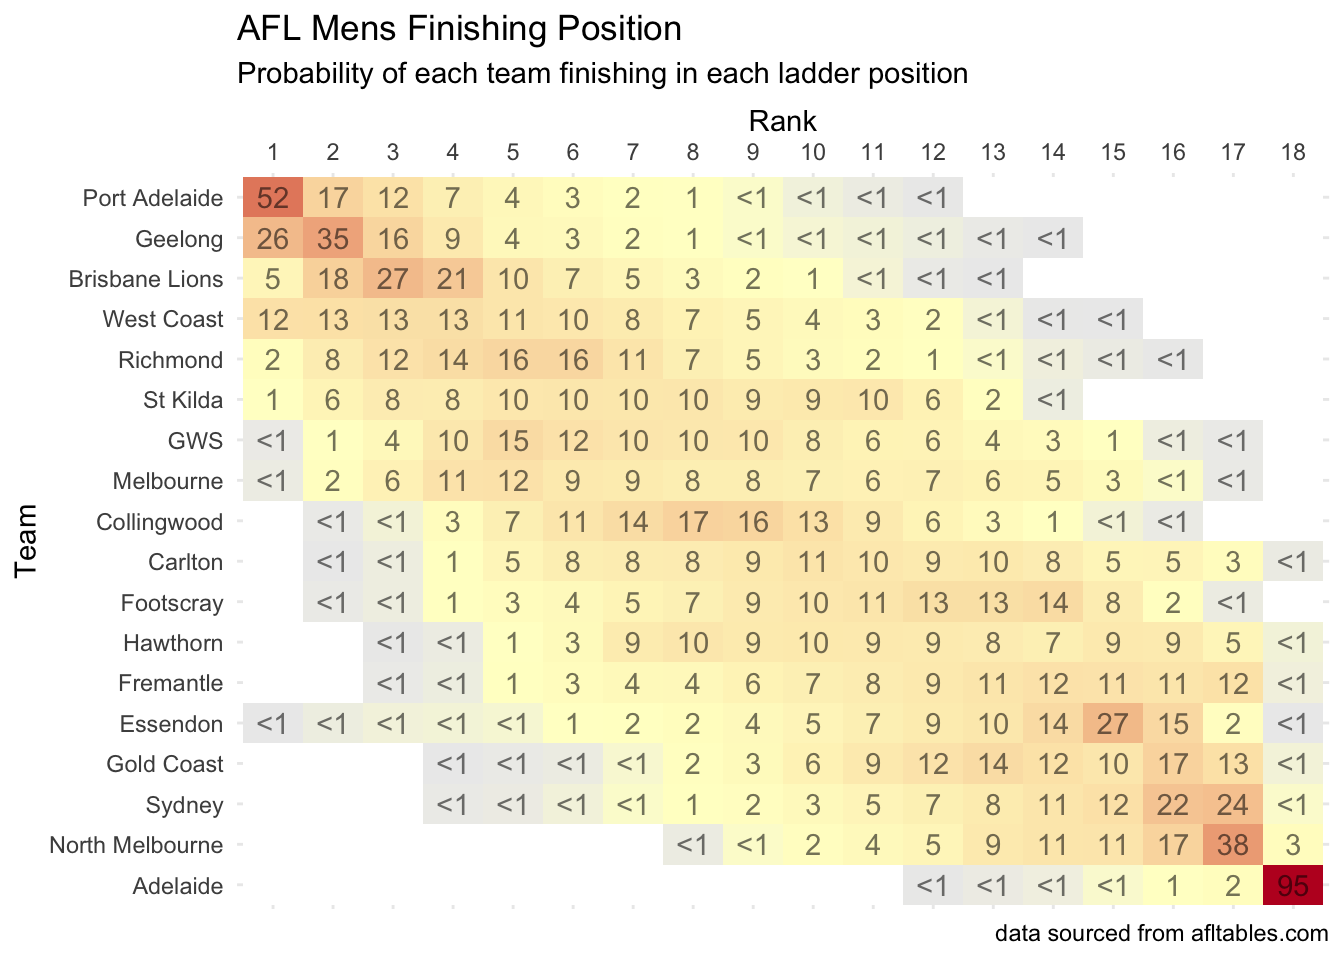 AFL Mens Finishing Position
Probability of each team finishing in each ladder position
Rank
1 2 3 4 5 6 7 8 9 10 11 12 13 14 15 16 17 18
Team
Port Adelaide 52 17 12 7 4 3 2 1 <1 <1 <1 <1
Geelong 26 35 16 9 4 3 2 1 <1 <1 <1 <1 <1 <1
Brisbane Lions 5 18 27 21 10 7 5 3 2 1 <1 <1 <1
West Coast 12 13 13 13 11 10 8 7 5 4 3 2 <1 <1 <1
Richmond 2 8 12 14 16 16 11 7 5 3 2 1 <1 <1 <1 <1
St Kilda 1 6 8 8 10 10 10 10 9 9 10 6 2 <1
GWS <1 1 4 10 15 12 10 10 10 8 6 6 4 3 1 <1 <1
Melbourne <1 2 6 11 12 9 9 8 8 7 6 7 6 5 3 <1 <1
Collingwood <1 <1 3 7 11 14 17 16 13 9 6 3 1 <1 <1
Carlton <1 <1 1 5 8 8 8 9 11 10 9 10 8 5 5 3 <1
Footscray <1 <1 1 3 4 5 7 9 10 11 13 13 14 8 2 <1
Hawthorn <1 <1 1 3 9 10 9 10 9 9 8 7 9 9 5 <1
Fremantle <1 <1 1 3 4 4 6 7 8 9 11 12 11 11 12 <1
Essendon <1 <1 <1 <1 <1 1 2 2 4 5 7 9 10 14 27 15 2 <1
Gold Coast <1 <1 <1 <1 2 3 6 9 12 14 12 10 17 13 <1
Sydney <1 <1 <1 <1 1 2 3 5 7 8 11 12 22 24 <1
North Melbourne <1 <1 2 4 5 9 11 11 17 38 3
Adelaide <1 <1 <1 <1 1 2 95
data sourced from afltables.com